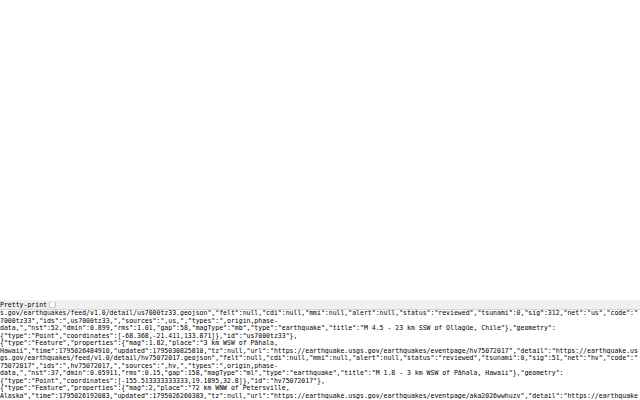 Pretty-print
s.gov/earthquakes/feed/v1.0/detail/us7000tz33.geojson","felt":null,"cdi":null,"mmi":null,"alert":null,"status":"reviewed","tsunami":0,"sig":312,"net":"us","code":"
7000tz33","ids":",us7000tz33,","sources":",us,","types":",origin,phase-
data,","nst":52,"dmin":0.899,"rms":1.01,"gap":58,"magType":"mb","type":"earthquake","title":"M 4.5 - 23 km SSW of Ollagüe, Chile"},"geometry":
{"type":"Point","coordinates":[-68.368,-21.411,133.871]},"id":"us7000tz33"},
{"type":"Feature","properties":{"mag":1.82,"place":"3 km WSW of Pāhala,
Hawaii","time":1795026484910,"updated":1795030825010,"tz":null,"url":"https://earthquake.usgs.gov/earthquakes/eventpage/hv75072017","detail":"https://earthquake.us
gs.gov/earthquakes/feed/v1.0/detail/hv75072017.geojson","felt":null,"cdi":null,"mmi":null,"alert":null,"status":"reviewed","tsunami":0,"sig":51,"net":"hv","code":"
75072017","ids":",hv75072017,","sources":",hv,","types":",origin,phase-
data,","nst":37,"dmin":0.05911,"rms":0.15,"gap":158,"magType":"ml","type":"earthquake","title":"M 1.8 - 3 km WSW of Pāhala, Hawaii"},"geometry":
{"type":"Point","coordinates":[-155.513333333333,19.1895,32.8]},"id":"hv75072017"},
{"type":"Feature","properties":{"mag":2,"place":"72 km WNW of Petersville,
Alaska","time":1795026192083,"updated":1795026260383,"tz":null,"url":"https://earthquake.usgs.gov/earthquakes/eventpage/aka2026wwhuzv","detail":"https://earthquake